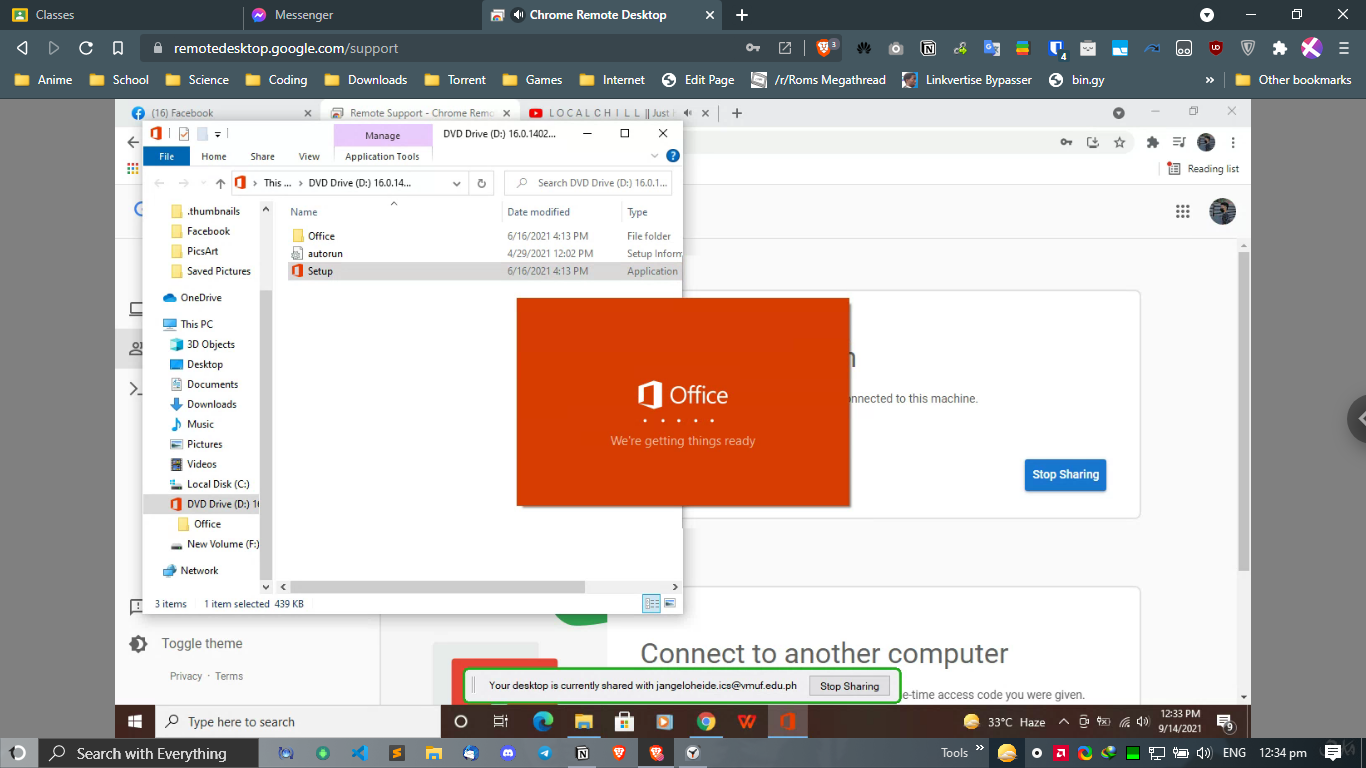 Classes
Messenger
Chrome Remote Desktop
remotedesktop.google.com/support
3
4
Anime
School
Science
Coding
Downloads
Torrent
Games
Internet
Edit Page
/r/Roms Megathread
Linkvertise Bypasser
bin.gy
»
Other bookmarks
(16) Facebook
Remote Support - Chrome Remo
L O C A L C H I L L || Just
Manage
DVD Drive (D:) 16.0.1402...
File
Home
Share
View
Application Tools
Reading list
This ...
DVD Drive (D:) 16.0.14...
Search DVD Drive (D:) 16.0.1...
.thumbnails
Facebook
PicsArt
Saved Pictures
OneDrive
This PC
3D Objects
Desktop
Documents
Downloads
Music
Pictures
Videos
Local Disk (C:)
DVD Drive (D:) 16
Office
New Volume (F:)
Network
Name
Date modified
Type
Office
6/16/2021 4:13 PM
File folder
autorun
4/29/2021 12:02 PM
Setup Inform
Setup
6/16/2021 4:13 PM
Application
Office
We're getting things ready
nnected to this machine.
Stop Sharing
3 items
1 item selected 439 KB
Toggle theme
Privacy · Terms
Connect to another computer
e-time access code you were given.
Your desktop is currently shared with jangeloheide.ics@vmuf.edu.ph
Stop Sharing
Type here to search
33°C Haze
12:33 PM
9/14/2021
9
Search with Everything
Tools »
ENG
12:34 pm